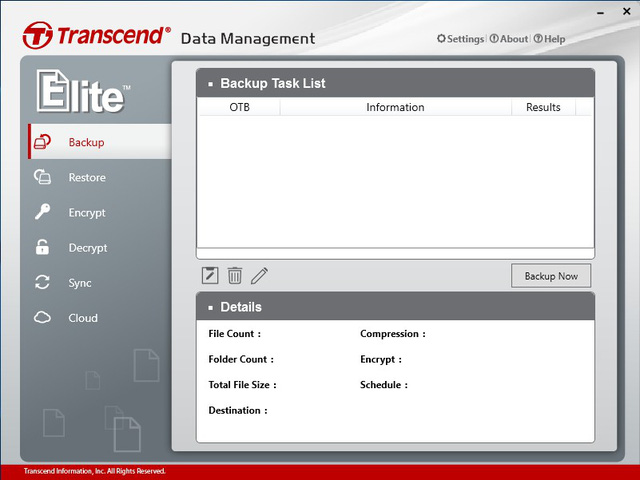 Transcend® Data Management
Settings About Help
Elite™
Backup
Restore
Encrypt
Decrypt
Sync
Cloud
Backup Task List
OTB Information Results
Backup Now
Details
File Count : Compression :
Folder Count : Encrypt :
Total File Size : Schedule :
Destination :
Transcend Information, Inc. All Rights Reserved.